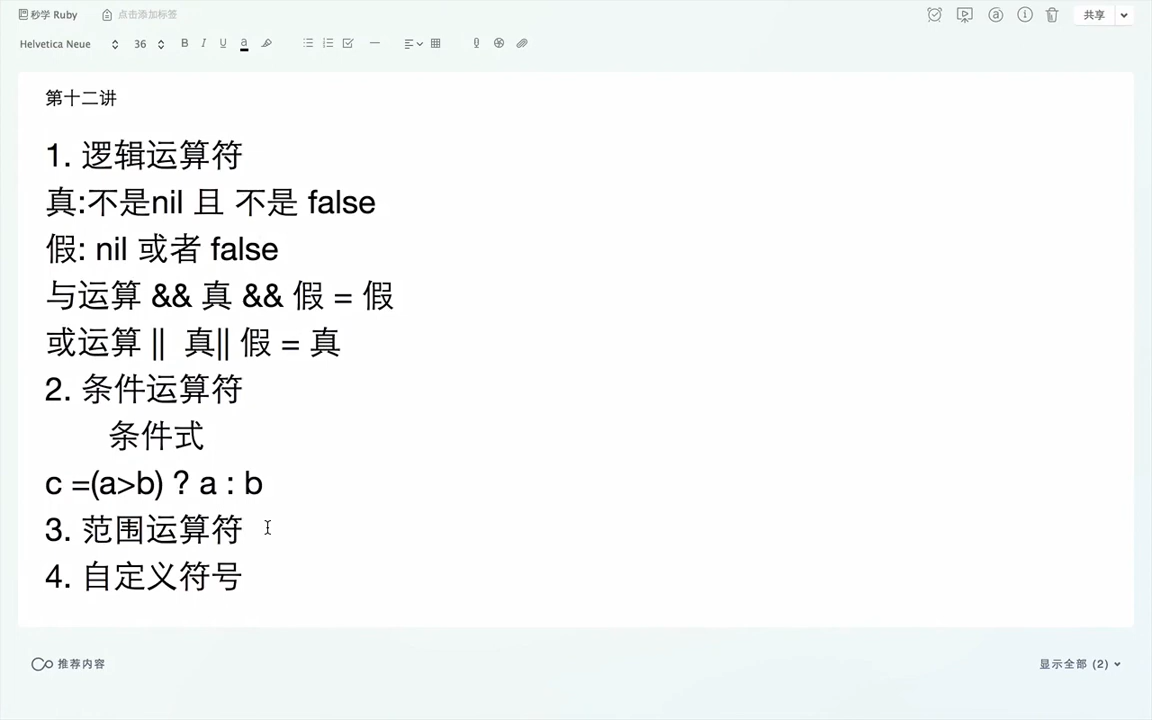 秒学 Ruby
点击添加标签
共享
Helvetica Neue
36
B I U a
第十二讲
1. 逻辑运算符
真:不是nil 且 不是 false
假: nil 或者 false
与运算 && 真 && 假 = 假
或运算 || 真|| 假 = 真
2. 条件运算符
条件式
c =(a>b) ? a : b
3. 范围运算符
4. 自定义符号
推荐内容
显示全部 (2)